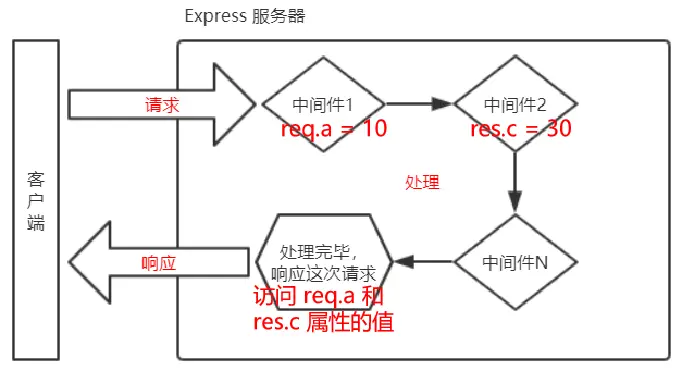 Express 服务器
请求
中间件1
req.a = 10
中间件2
res.c = 30
客户端
处理
响应
处理完毕，
响应这次请求
访问 req.a 和
res.c 属性的值
中间件N